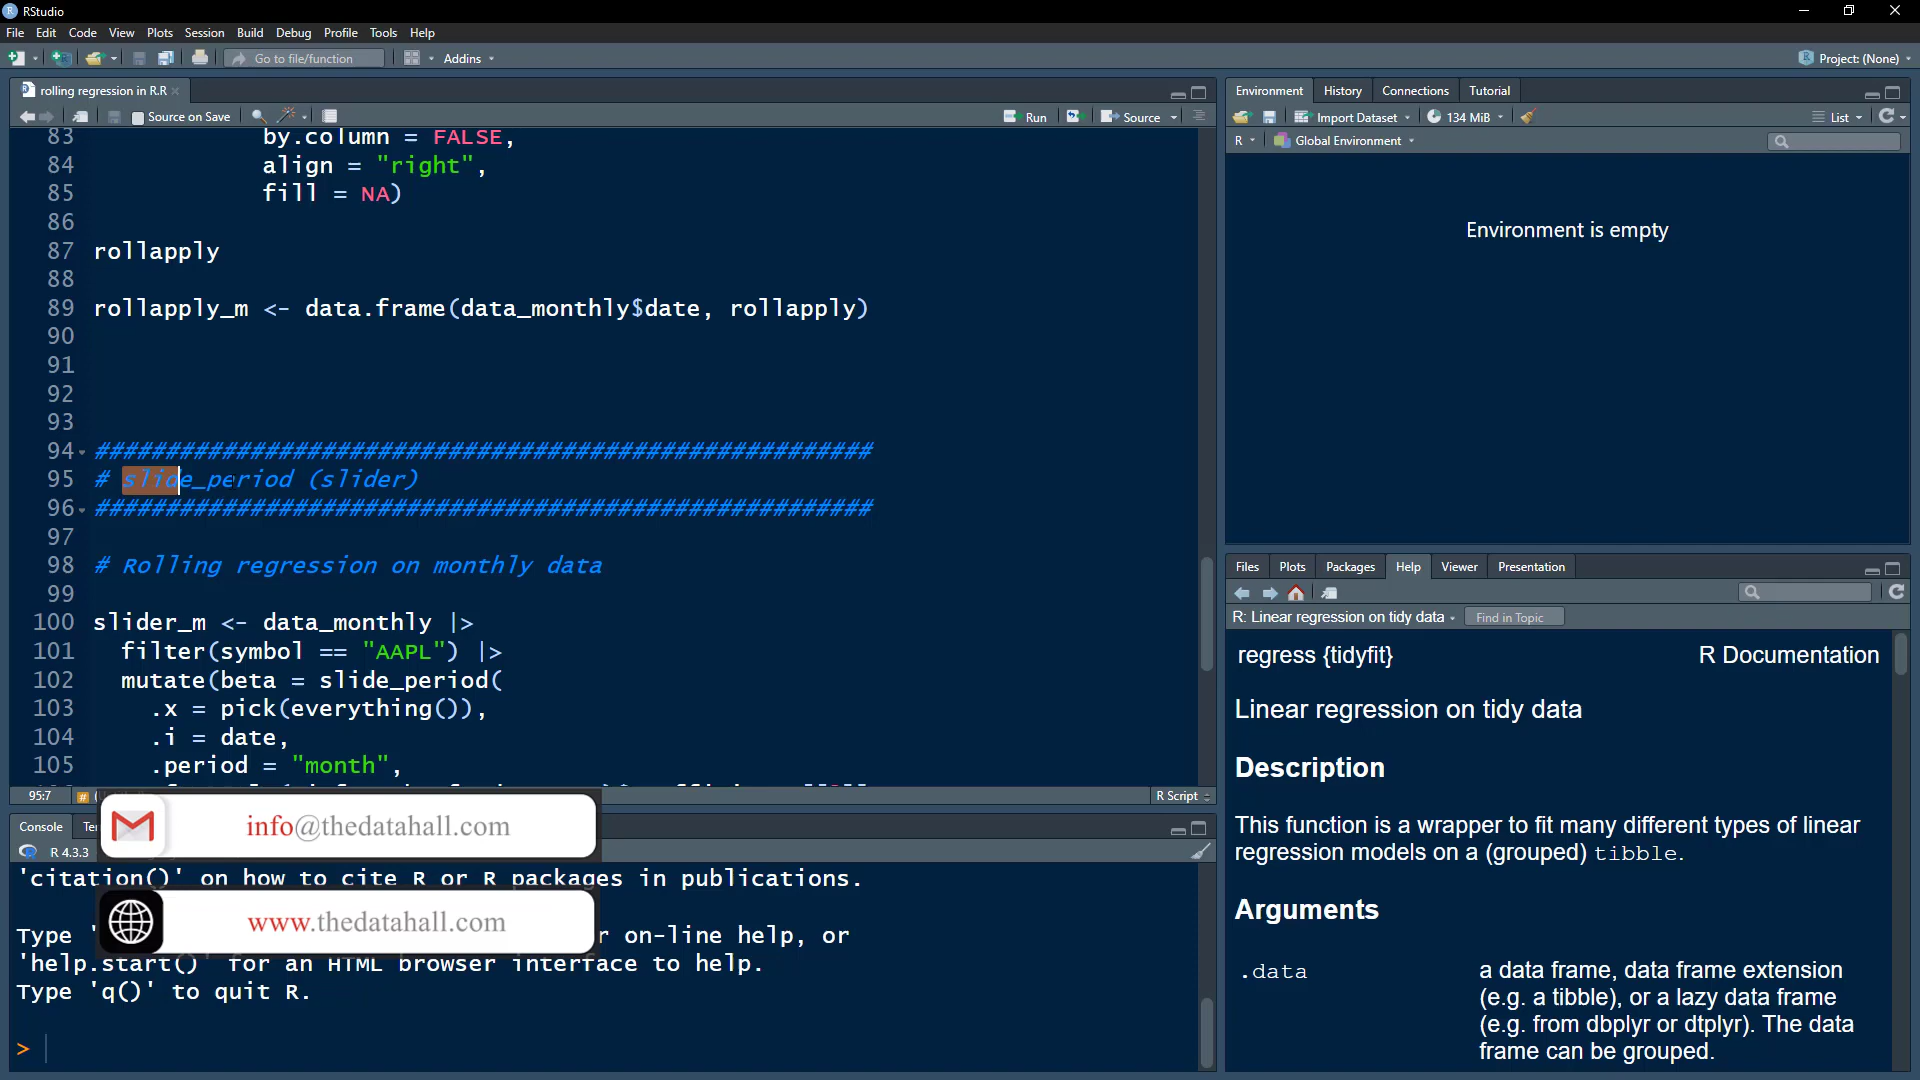 RStudio
File Edit Code View Plots Session Build Debug Profile Tools Help
Go to file/function Addins Project: (None)
rolling regression in R.R
Source on Save Run Source
83 by.column = FALSE,
84 align = "right",
85 fill = NA)
86
87 rollapply
88
89 rollapply_m <- data.frame(data_monthly$date, rollapply)
90
91
92
93
94 #######################################################
95 # slide_period (slider)
96 #######################################################
97
98 # Rolling regression on monthly data
99
100 slider_m <- data_monthly |>
101 filter(symbol == "AAPL") |>
102 mutate(beta = slide_period(
103 .x = pick(everything()),
104 .i = date,
105 .period = "month",
95:7 R Script
Console
R 4.3.3
info@thedatahall.com
'citation()' on how to cite R or R packages in publications.
www.thedatahall.com
Type ' r on-line help, or
'help.start()' for an HTML browser interface to help.
Type 'q()' to quit R.
>
Environment History Connections Tutorial
Import Dataset 134 MiB List
R Global Environment
Environment is empty
Files Plots Packages Help Viewer Presentation
R: Linear regression on tidy data Find in Topic
regress {tidyfit} R Documentation
Linear regression on tidy data
Description
This function is a wrapper to fit many different types of linear
regression models on a (grouped) tibble.
Arguments
.data a data frame, data frame extension
(e.g. a tibble), or a lazy data frame
(e.g. from dbplyr or dtplyr). The data
frame can be grouped.